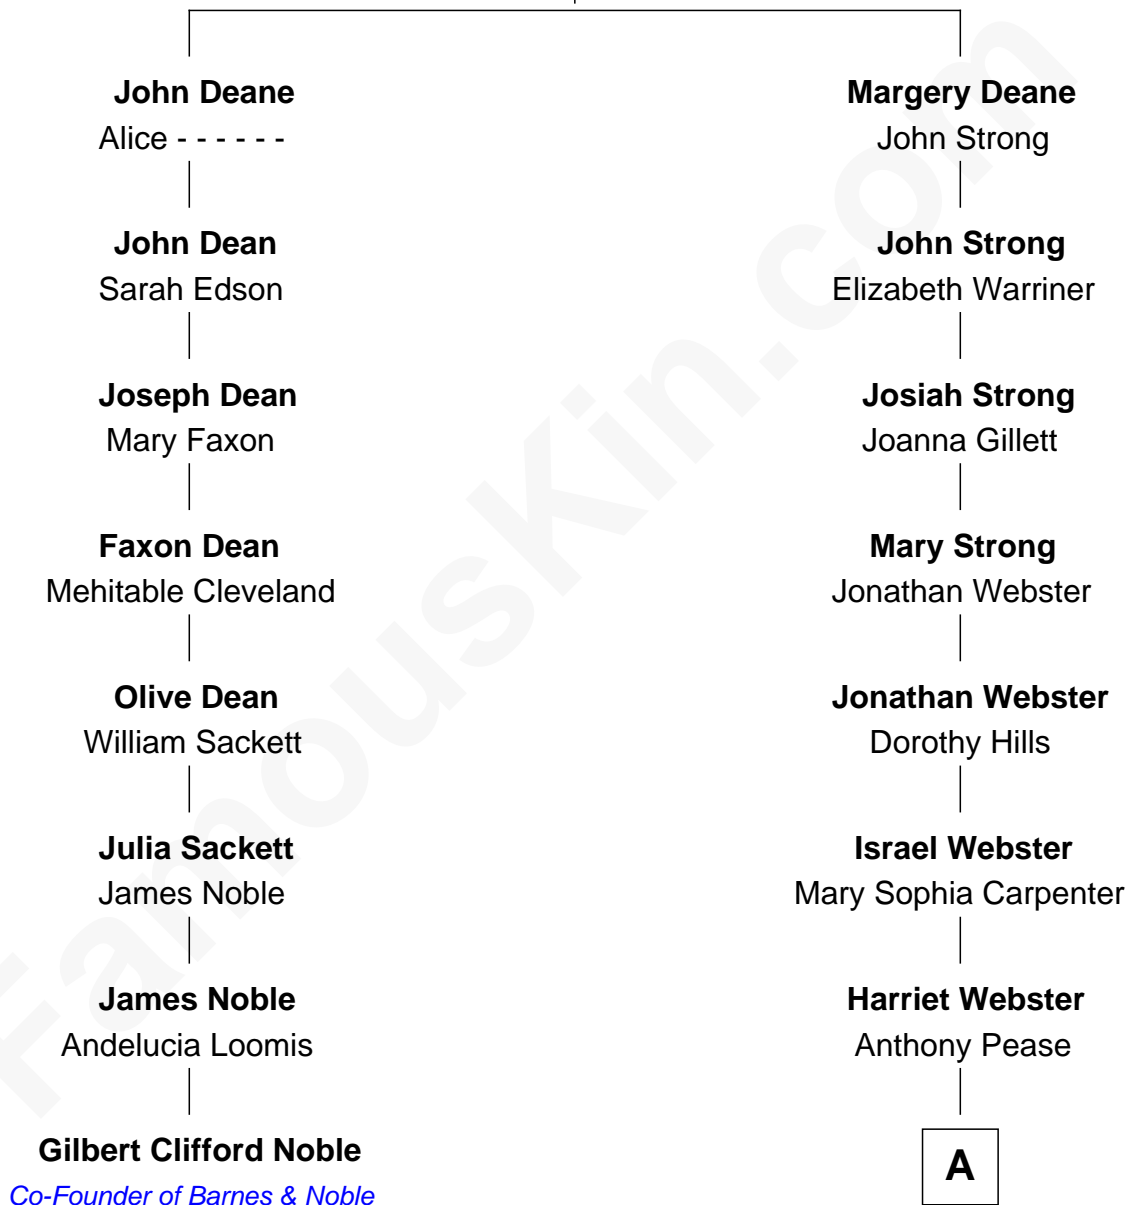 John Deane
Alice - - - - - -
John Dean
Sarah Edson
Joseph Dean
Mary Faxon
Faxon Dean
Mehitable Cleveland
Olive Dean
William Sackett
Julia Sackett
James Noble
James Noble
Andelucia Loomis
Gilbert Clifford Noble
Co-Founder of Barnes & Noble
Margery Deane
John Strong
John Strong
Elizabeth Warriner
Josiah Strong
Joanna Gillett
Mary Strong
Jonathan Webster
Jonathan Webster
Dorothy Hills
Israel Webster
Mary Sophia Carpenter
Harriet Webster
Anthony Pease
A
FamousKin.com